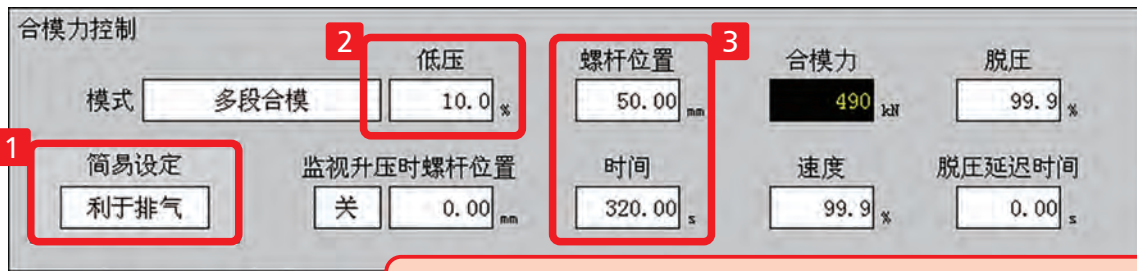 合模力控制
2 低压 螺杆位置 3 合模力 脱压
模式 多段合模 10.0 % 50.00 mm 490 kN 99.9 %
1 简易设定 监视升压时螺杆位置 时间 速度 脱压延迟时间
利于排气 关 0.00 mm 320.00 s 99.9 % 0.00 s